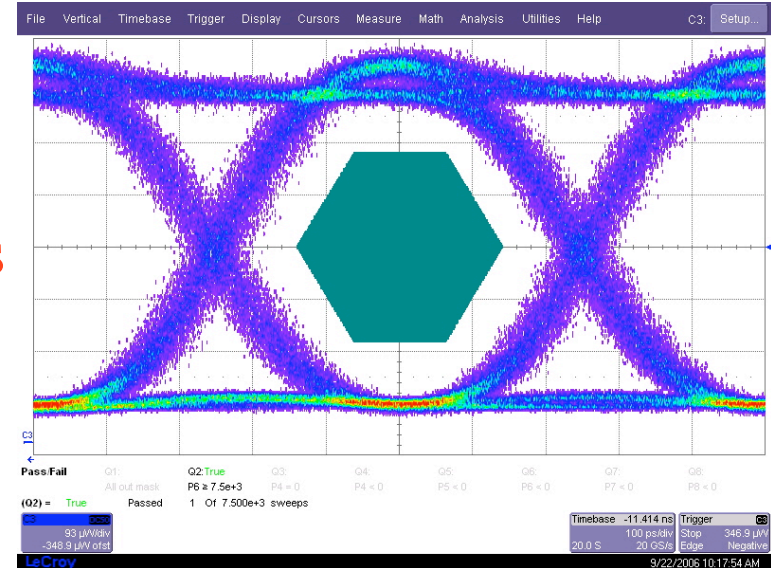 File Vertical Timebase Trigger Display Cursors Measure Math Analysis Utilities Help C3: Setup...
s
C3
Pass/Fail Q1: Q2:True Q3: Q4: Q5: Q6: Q7: Q8:
All out mask P6 ≥ 7.5e+3 P4 = 0 P4 < 0 P5 < 0 P6 < 0 P7 < 0 P8 < 0
(Q2) = True Passed 1 Of 7.500e+3 sweeps
C3 DC50
93 µW/div
-348.9 µW ofst
Timebase -11.414 ns Trigger C3
100 ps/div Stop 346.9 µW
20.0 S 20 GS/s Edge Negative
LeCroy 9/22/2006 10:17:54 AM